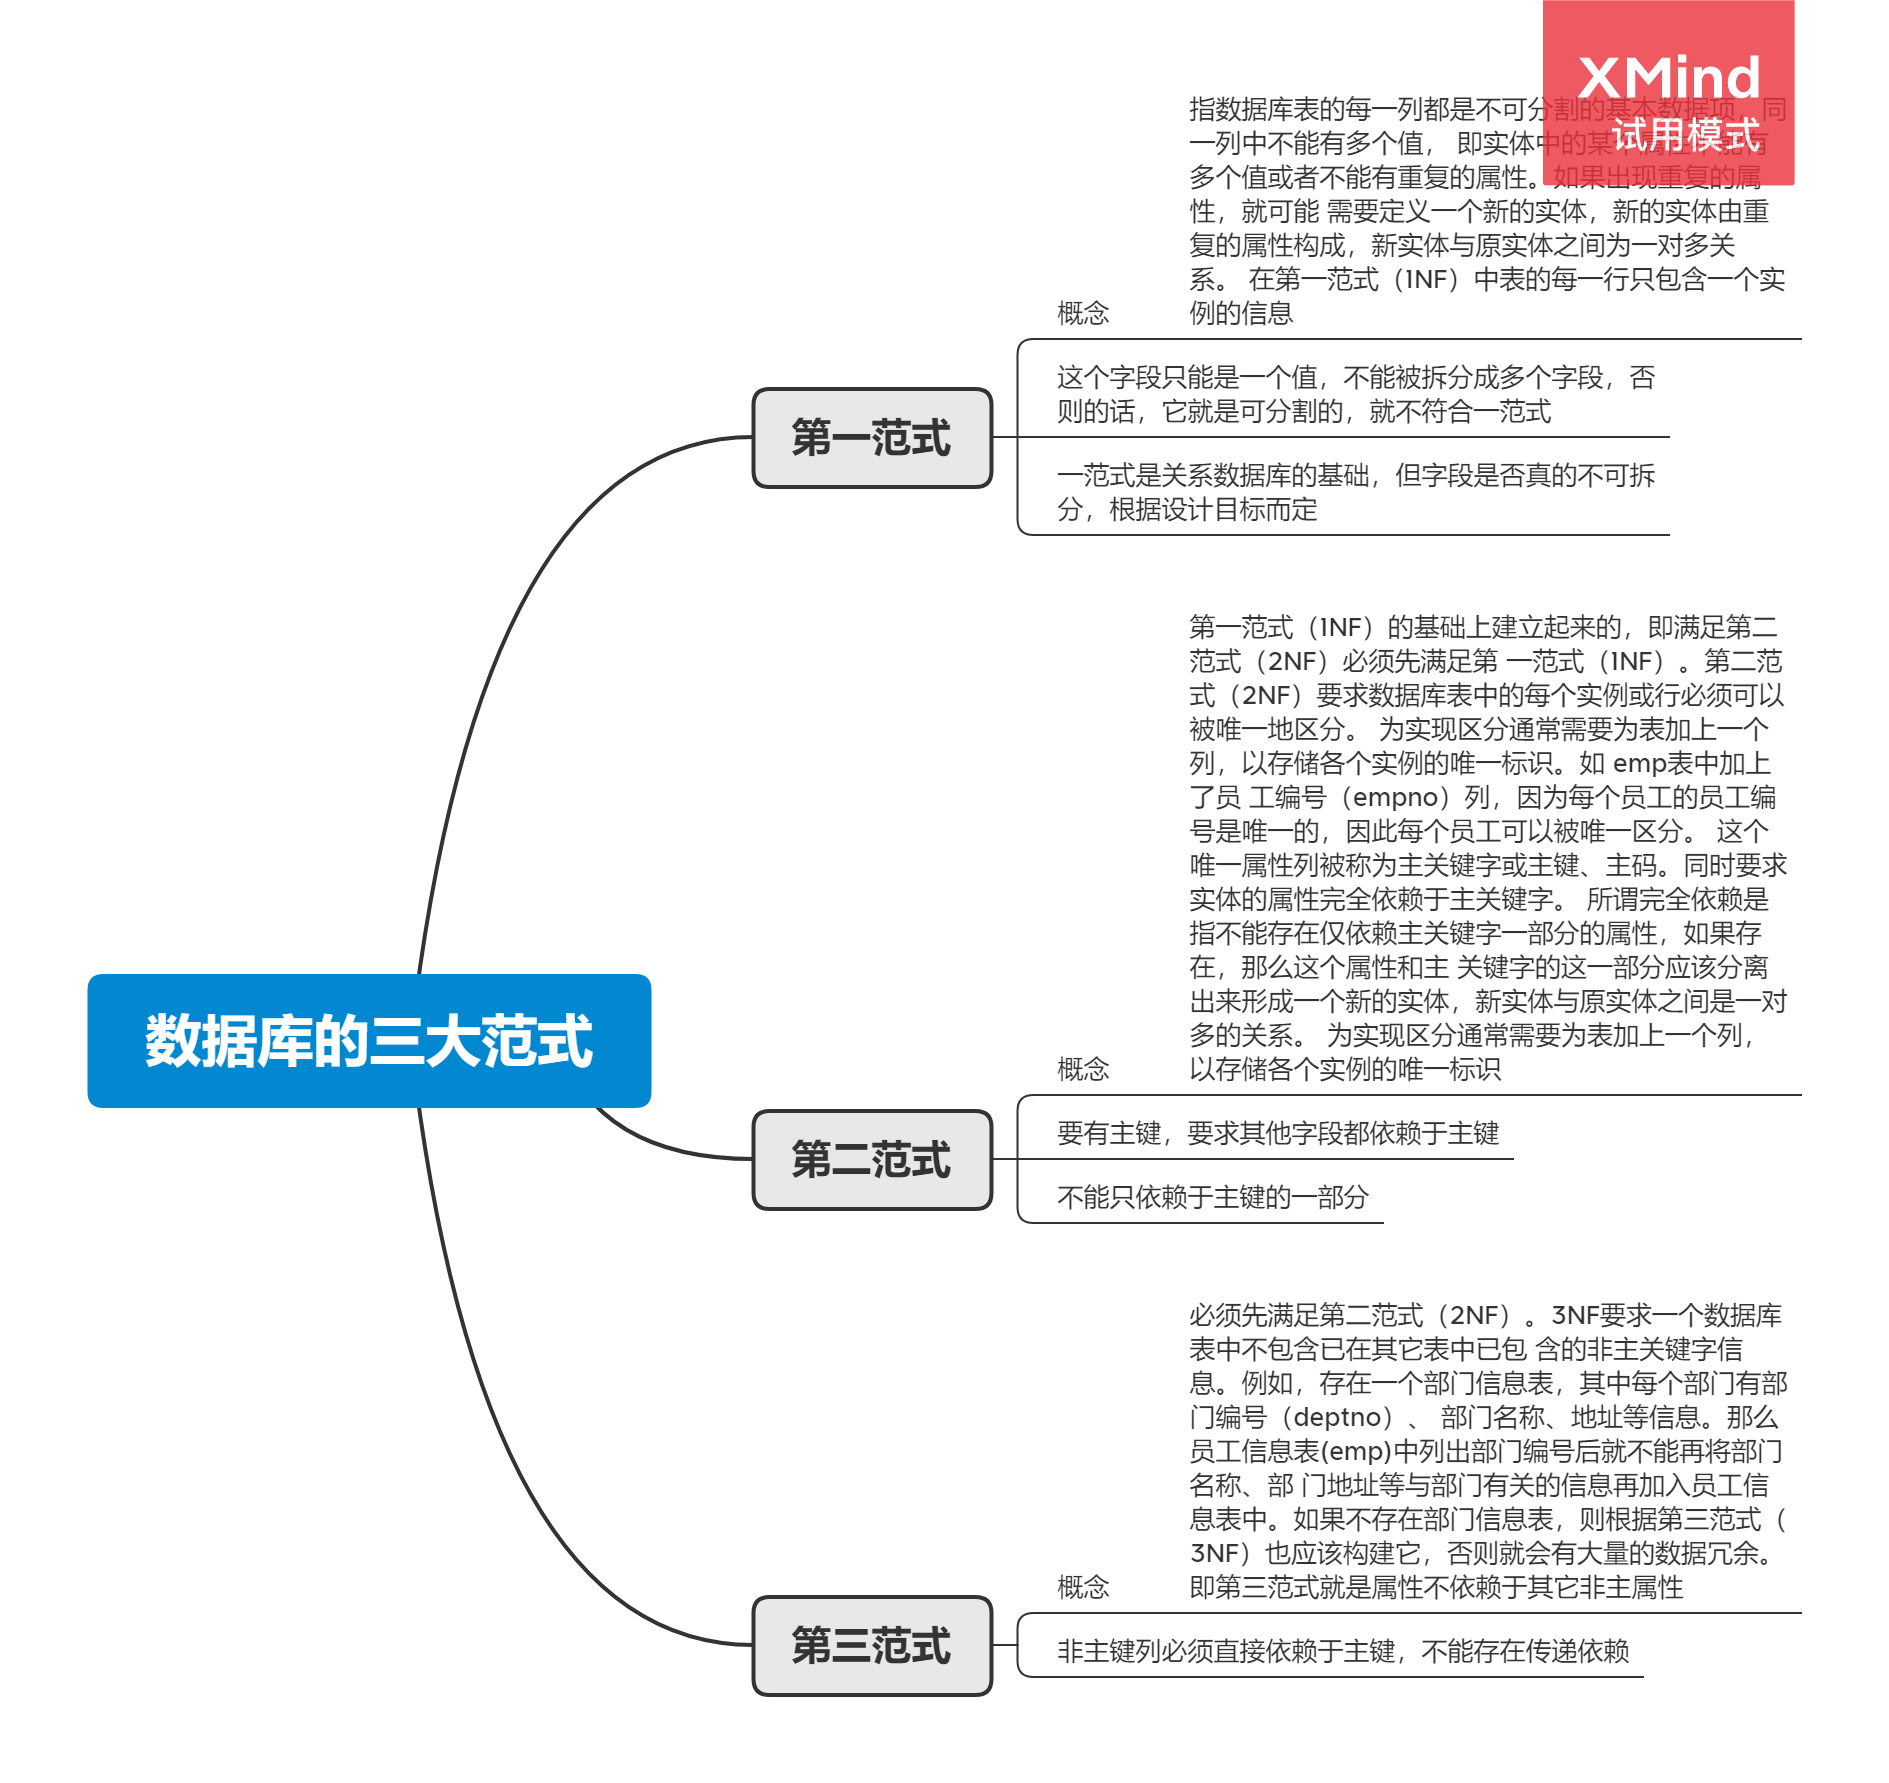 XMind
试用模式
指数据库表的每一列都是不可分割的基本数据项，同
一列中不能有多个值， 即实体中的某个属性不能有
多个值或者不能有重复的属性。如果出现重复的属
性，就可能 需要定义一个新的实体，新的实体由重
复的属性构成，新实体与原实体之间为一对多关
系。 在第一范式（1NF）中表的每一行只包含一个实
概念 例的信息
这个字段只能是一个值，不能被拆分成多个字段，否
则的话，它就是可分割的，就不符合一范式
第一范式
一范式是关系数据库的基础，但字段是否真的不可拆
分，根据设计目标而定
第一范式（1NF）的基础上建立起来的，即满足第二
范式（2NF）必须先满足第 一范式（1NF）。第二范
式（2NF）要求数据库表中的每个实例或行必须可以
被唯一地区分。 为实现区分通常需要为表加上一个
列，以存储各个实例的唯一标识。如 emp表中加上
了员 工编号（empno）列，因为每个员工的员工编
号是唯一的，因此每个员工可以被唯一区分。 这个
唯一属性列被称为主关键字或主键、主码。同时要求
实体的属性完全依赖于主关键字。 所谓完全依赖是
指不能存在仅依赖主关键字一部分的属性，如果存
在，那么这个属性和主 关键字的这一部分应该分离
出来形成一个新的实体，新实体与原实体之间是一对
多的关系。 为实现区分通常需要为表加上一个列，
概念 以存储各个实例的唯一标识
数据库的三大范式
要有主键，要求其他字段都依赖于主键
第二范式
不能只依赖于主键的一部分
必须先满足第二范式（2NF）。3NF要求一个数据库
表中不包含已在其它表中已包 含的非主关键字信
息。例如，存在一个部门信息表，其中每个部门有部
门编号（deptno）、 部门名称、地址等信息。那么
员工信息表(emp)中列出部门编号后就不能再将部门
名称、部 门地址等与部门有关的信息再加入员工信
息表中。如果不存在部门信息表，则根据第三范式（
3NF）也应该构建它，否则就会有大量的数据冗余。
概念 即第三范式就是属性不依赖于其它非主属性
第三范式
非主键列必须直接依赖于主键，不能存在传递依赖